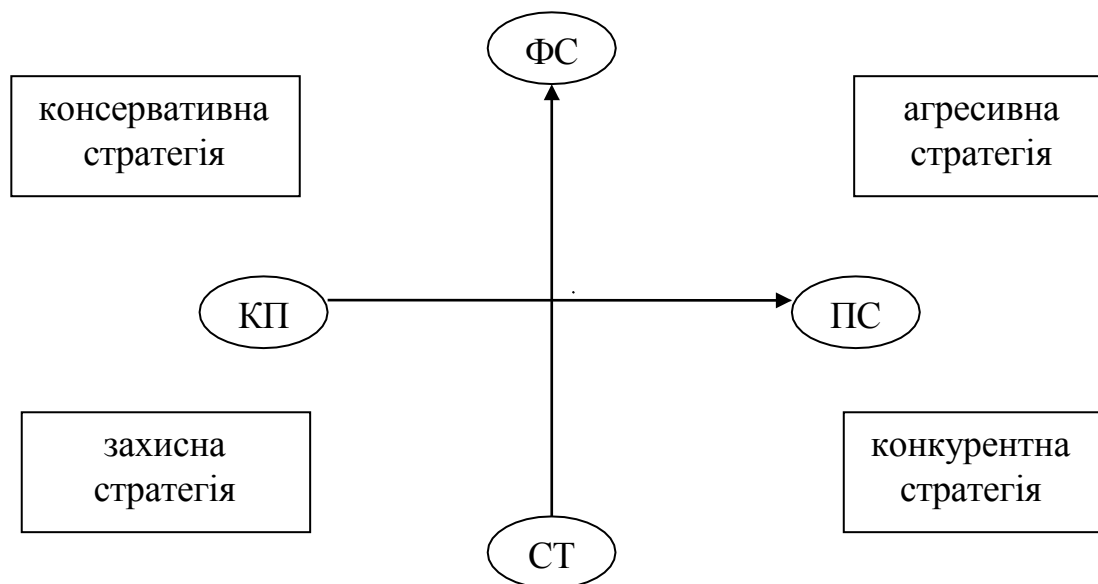 ФС
консервативна
стратегія
агресивна
стратегія
КП
ПС
захисна
стратегія
конкурентна
стратегія
СТ